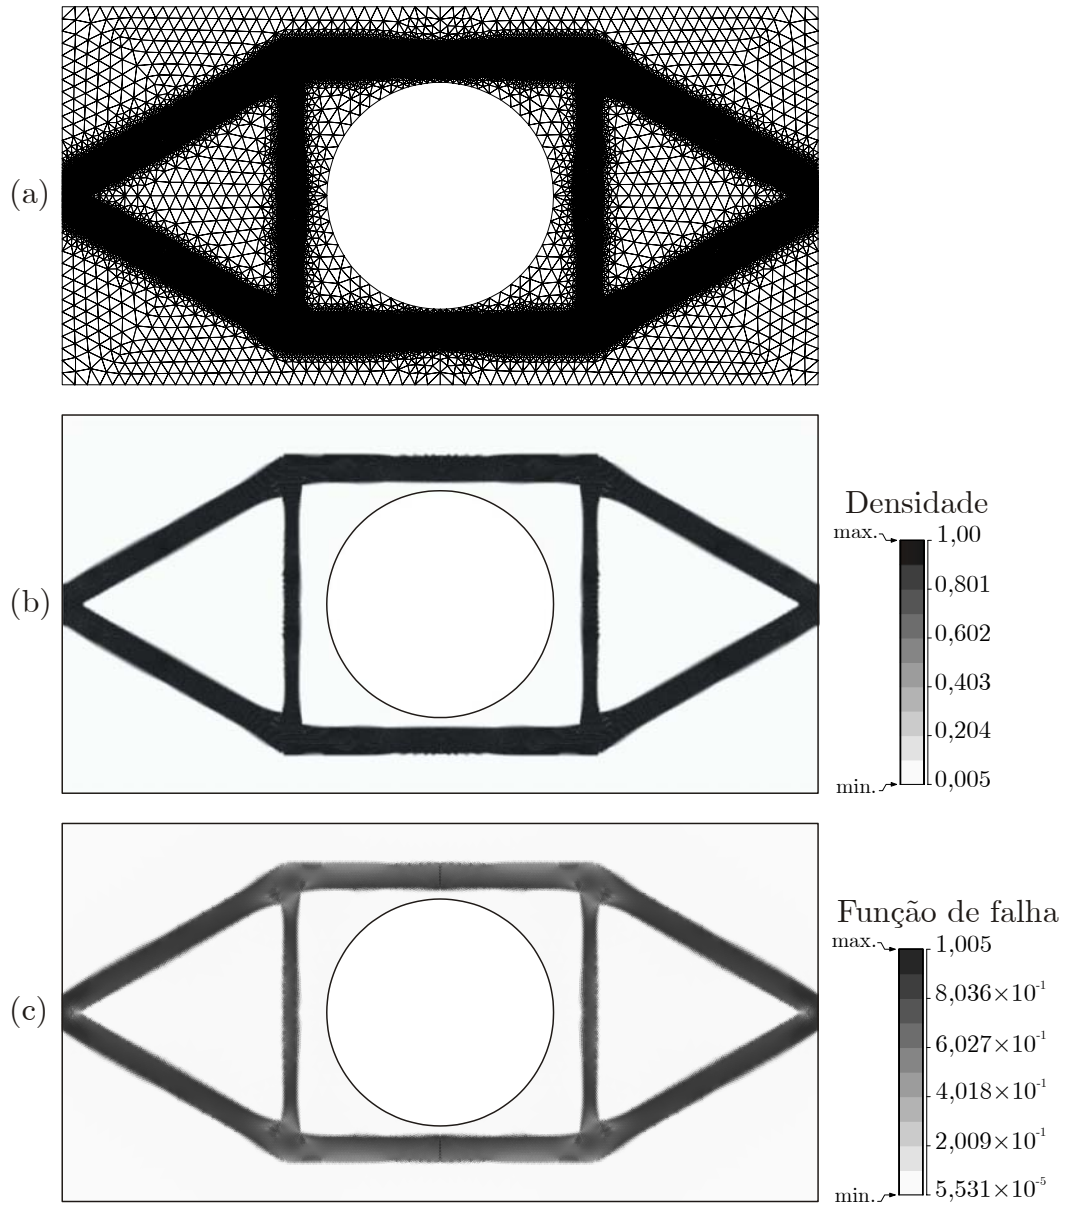 (a)
(b)
Densidade
max.
1,00
0,801
0,602
0,403
0,204
0,005
min.
(c)
Função de falha
max.
1,005
8,036×10⁻¹
6,027×10⁻¹
4,018×10⁻¹
2,009×10⁻¹
5,531×10⁻⁵
min.